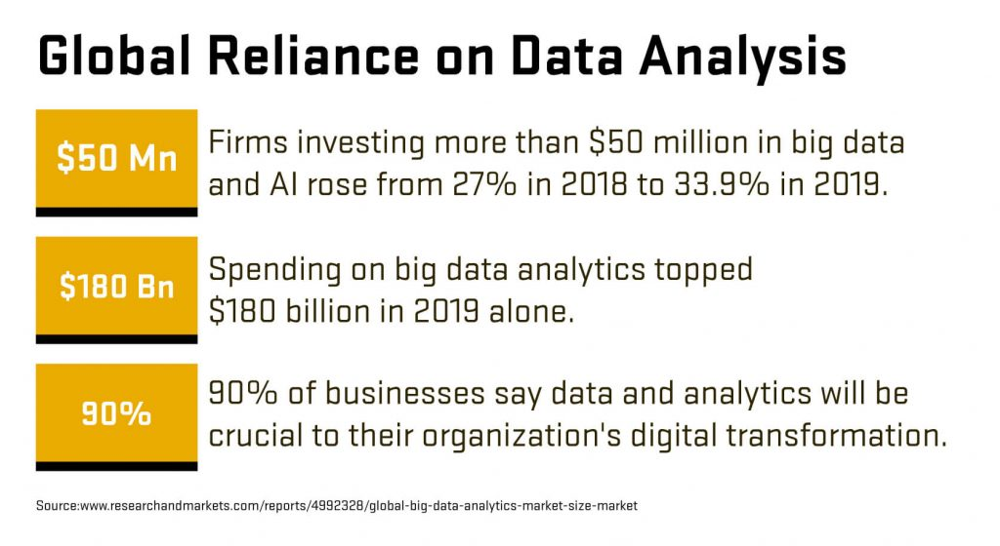 Global Reliance on Data Analysis
$50 Mn
Firms investing more than $50 million in big data
and AI rose from 27% in 2018 to 33.9% in 2019.
$180 Bn
Spending on big data analytics topped
$180 billion in 2019 alone.
90%
90% of businesses say data and analytics will be
crucial to their organization's digital transformation.
Source:www.researchandmarkets.com/reports/4992328/global-big-data-analytics-market-size-market